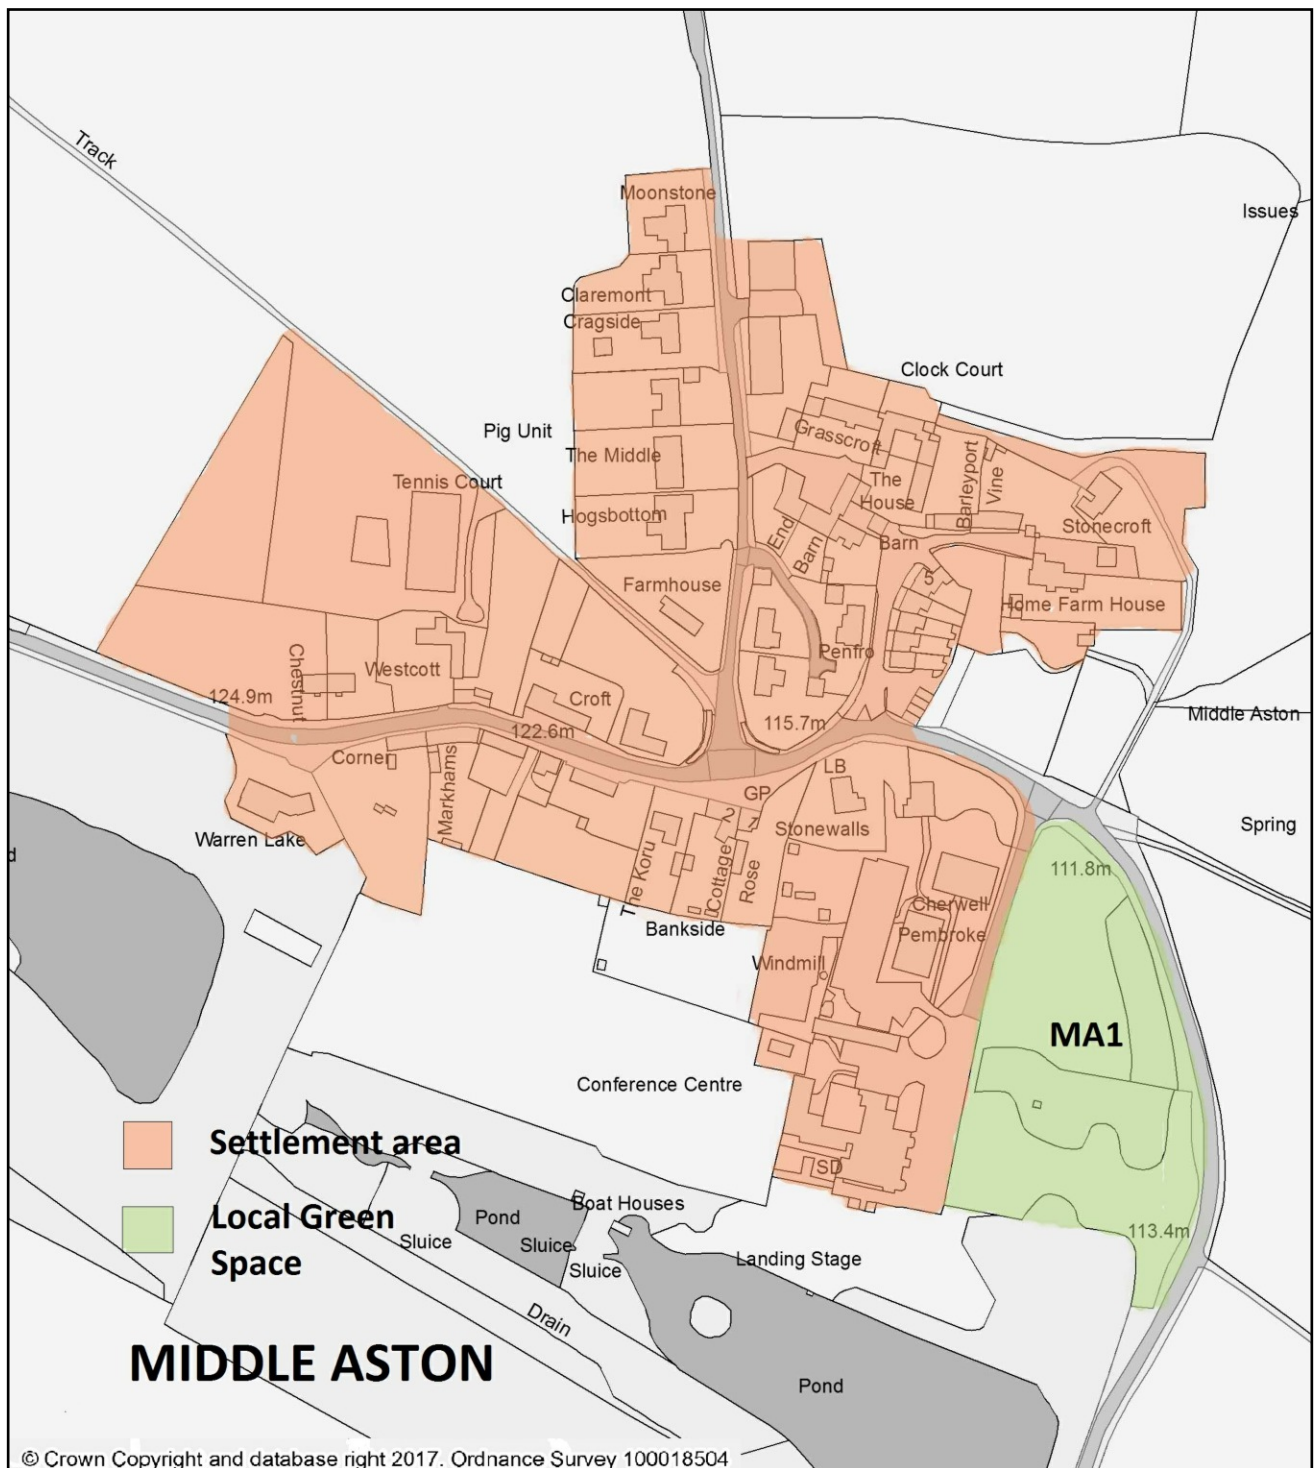 Track
Moonstone
Issues
Claremont
Cragside
Clock Court
Pig Unit
Grasscroft
The Middle
Tennis Court
The
House
Barleyport
Vine
Hogsbottom
Stonecroft
End
Barn
Barn
5
Farmhouse
Home Farm House
Penfro
Chestnut
Westcott
124.9m
Croft
122.6m
115.7m
Middle Aston
Corner
Markhams
LB
GP
2
1
Stonewalls
Spring
Warren Lake
d
111.8m
The Koru
Cottage
Rose
Cherwell
Bankside
Pembroke
Windmill
MA1
Conference Centre
Settlement area
SD
Local Green
Space
Boat Houses
Pond
Sluice
Sluice
Sluice
Landing Stage
113.4m
Drain
MIDDLE ASTON
Pond
© Crown Copyright and database right 2017. Ordnance Survey 100018504